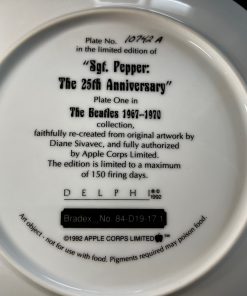 Plate No. 10742 A
in the limited edition of
"Sgt. Pepper:
The 25th Anniversary"
Plate One in
The Beatles 1967-1970
collection,
faithfully re-created from original artwork by
Diane Sivavec, and fully authorized
by Apple Corps Limited.
The edition is limited to a maximum
of 150 firing days.
DELPHI ®© 1992
Bradex No. 84-D19-17.1
©1992 APPLE CORPS LIMITED
Art object - not for use with food. Pigments required may poison food.